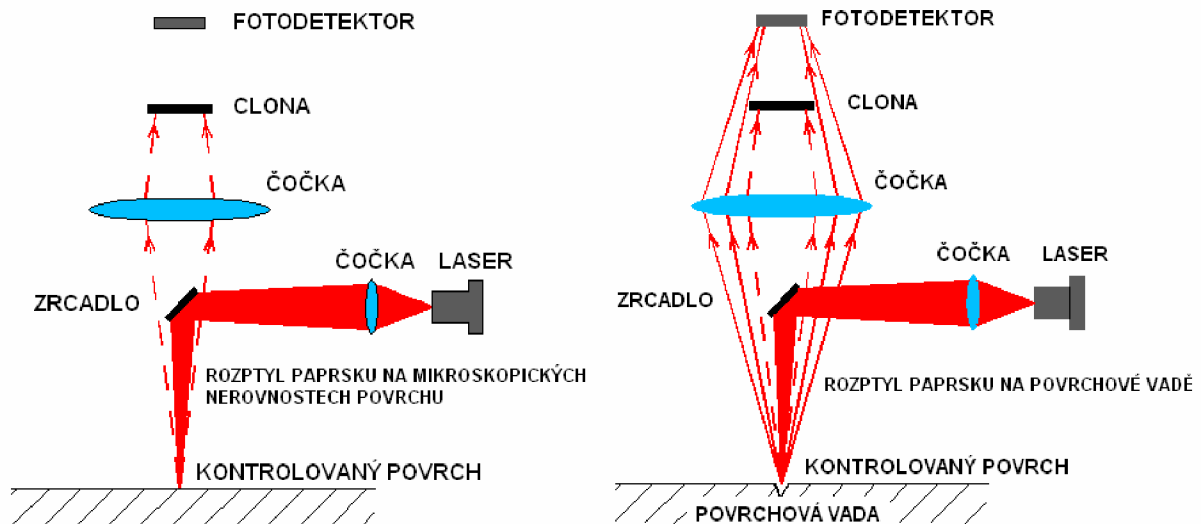 FOTODETEKTOR
CLONA
ČOČKA
ČOČKA
LASER
ZRCADLO
ROZPTYL PAPRSKU NA MIKROSKOPICKÝCH
NEROVNOSTECH POVRCHU
KONTROLOVANÝ POVRCH
FOTODETEKTOR
CLONA
ČOČKA
ČOČKA
LASER
ZRCADLO
ROZPTYL PAPRSKU NA POVRCHOVÉ VADĚ
KONTROLOVANÝ POVRCH
POVRCHOVÁ VADA